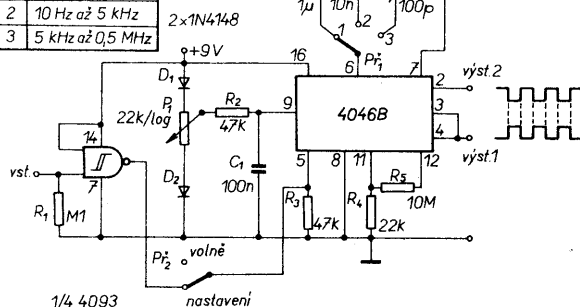 1μ
10n
100p
2 10 Hz až 5 kHz
3 5 kHz až 0,5 MHz
2×1N4148
+9V
1
2
3
Př1
16
6
7
D1
P1
22k/log
R2
47k
9
4046B
2
3
4
výst.2
výst.1
14
7
vst.
R1
M1
D2
C1
100n
5
8
11
12
R3
47k
R4
22k
R5
10M
Př2
volně
nastavení
1/4 4093